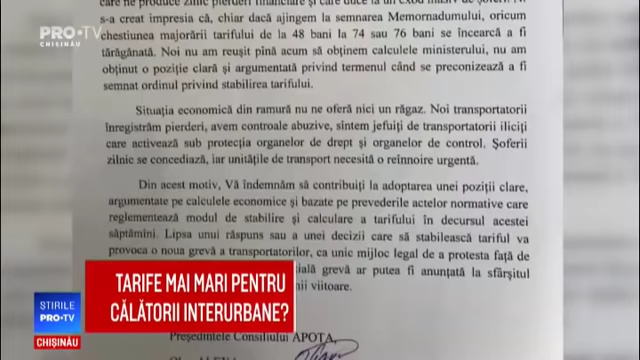 care ne produce zilnic pierderi financiare și care duce la un exod masiv de șoferi.
s-a creat impresia că, chiar dacă ajungem la semnarea Memornadumului, oricum
chestiunea majorării tarifului de la 48 bani la 74 sau 76 bani se încearcă a fi
tărăgănată. Noi nu am reușit pînă acum să obținem calculele ministerului, nu am
obținut o poziție clară și argumentată privind termenul când se preconizează a fi
semnat ordinul privind stabilirea tarifului.
Situația economică din ramură nu ne oferă nici un răgaz. Noi transportatorii
înregistrăm pierderi, avem controale abuzive, sîntem jefuiți de transportatorii iliciți
care activează sub protecția organelor de drept și organelor de control. Șoferii
zilnic se concediază, iar unitățile de transport necesită o reînnoire urgentă.
Din acest motiv, Vă îndemnăm să contribuiți la adoptarea unei poziții clare,
argumentate pe calculele economice și bazate pe prevederile actelor normative care
reglementează modul de stabilire și calculare a tarifului în decursul acestei
săptămîni. Lipsa unui răspuns sau a unei decizii care să stabilească tariful va
provoca o noua grevă a transportatorilor, ca unic mijloc legal de a protesta față de
ială grevă ar putea fi anunțată la sfârșitul
nii viitoare.
Președintele Consiliului APOTA,
PRO•TV
CHIȘINĂU
TARIFE MAI MARI PENTRU
CĂLĂTORII INTERURBANE?
ȘTIRILE
PRO•TV
CHIȘINĂU